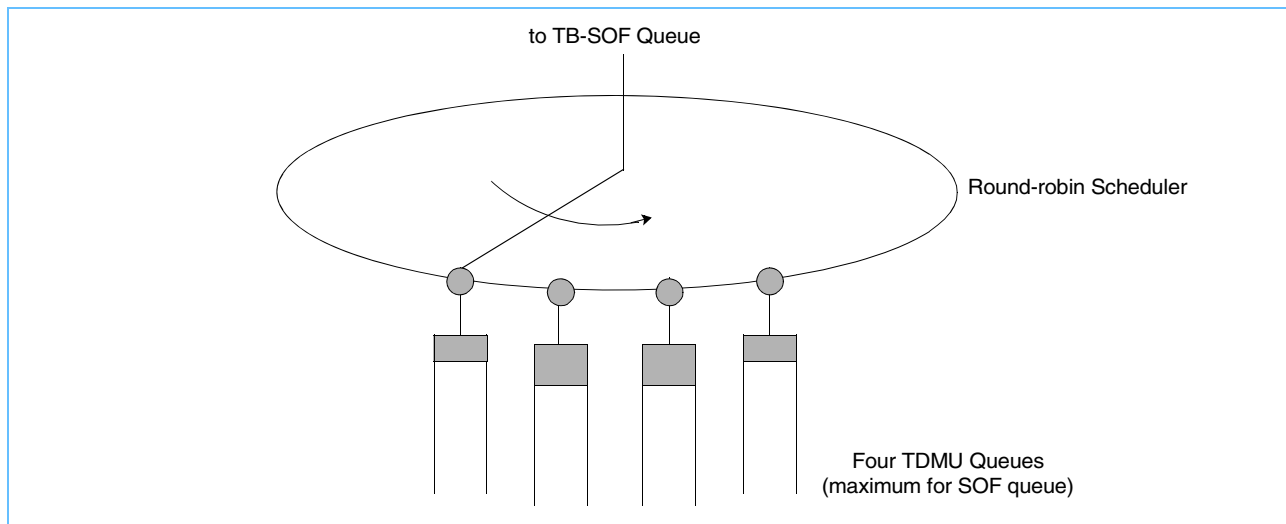 to TB-SOF Queue
Round-robin Scheduler
Four TDMU Queues
(maximum for SOF queue)